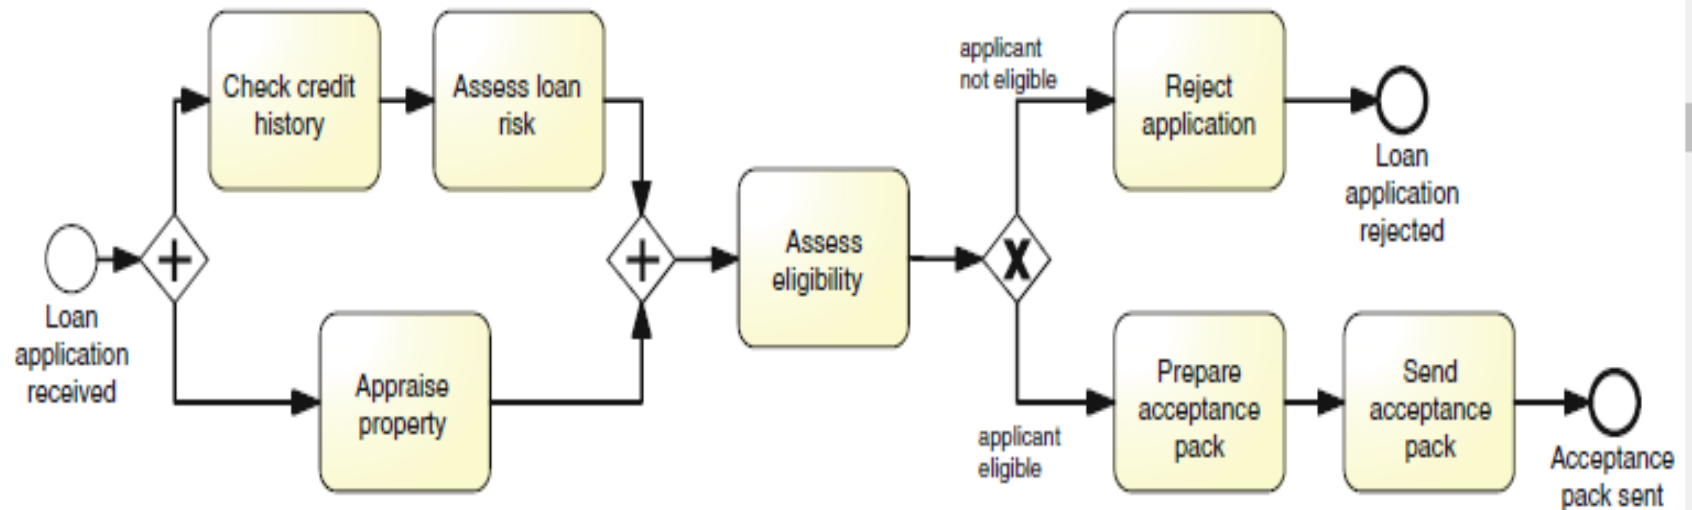 Loan
application
received
Check credit
history
Assess loan
risk
Appraise
property
Assess
eligibility
applicant
not eligible
Reject
application
Loan
application
rejected
applicant
eligible
Prepare
acceptance
pack
Send
acceptance
pack
Acceptance
pack sent